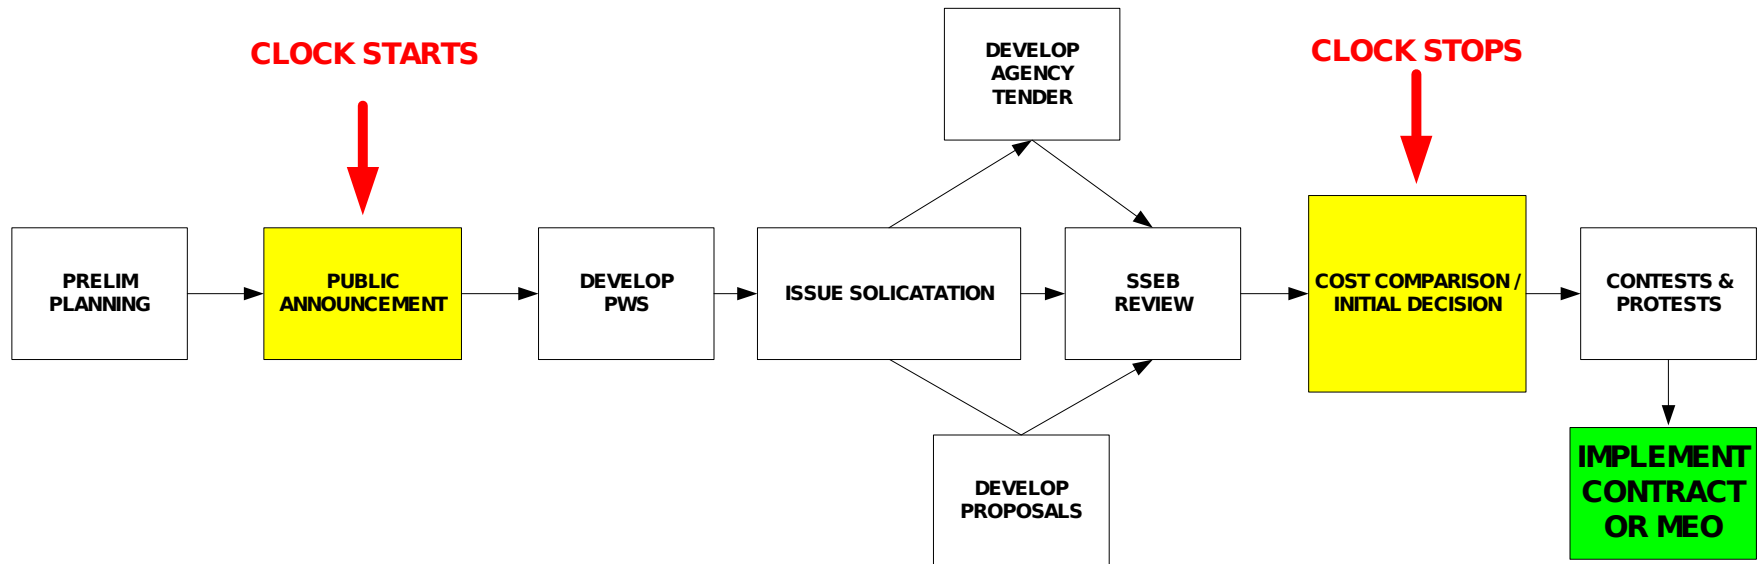 CLOCK STARTS
CLOCK STOPS
DEVELOP
AGENCY
TENDER
PRELIM
PLANNING
PUBLIC
ANNOUNCEMENT
DEVELOP
PWS
ISSUE SOLICATATION
SSEB
REVIEW
COST COMPARISON /
INITIAL DECISION
CONTESTS &
PROTESTS
DEVELOP
PROPOSALS
IMPLEMENT
CONTRACT
OR MEO